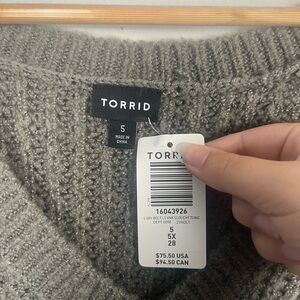 TORRID
5
MADE IN
CHINA
TORRID
16043926
5
5X
28
$75.50 USA
$94.50 CAN